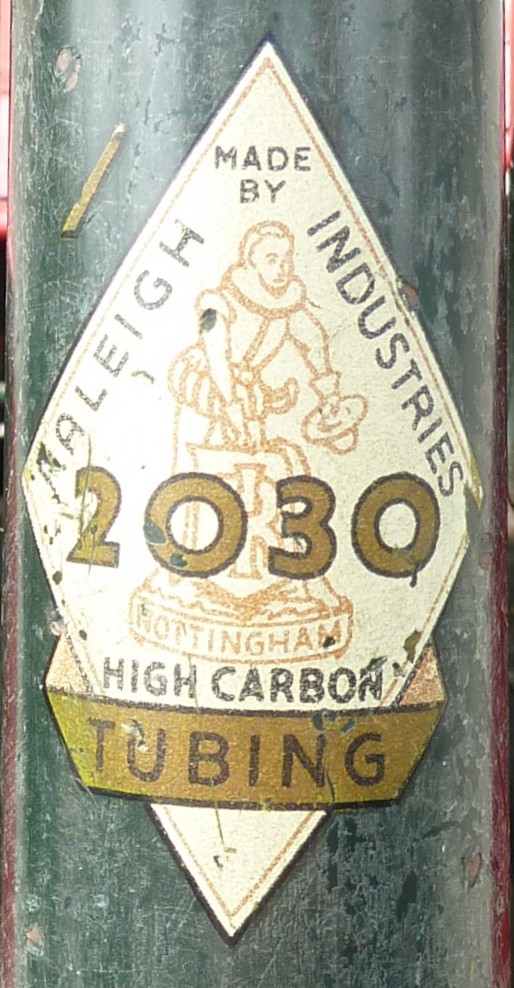 MADE
BY
RALEIGH INDUSTRIES
2030
NOTTINGHAM
HIGH CARBON
TUBING